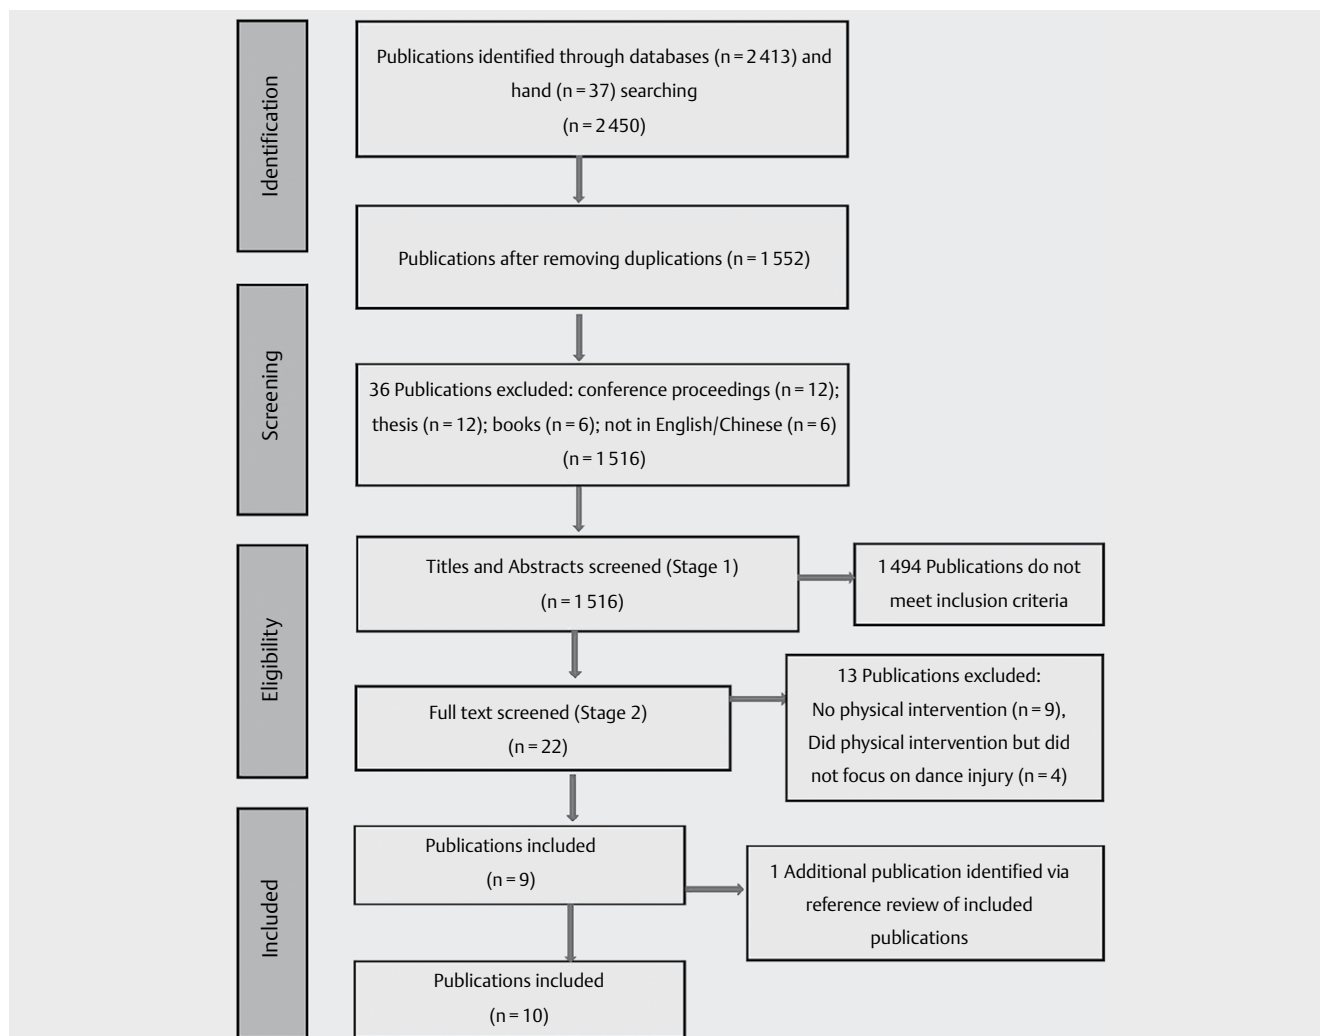 Identification
Publications identified through databases (n = 2 413) and
hand (n = 37) searching
(n = 2 450)
Publications after removing duplications (n = 1 552)
Screening
36 Publications excluded: conference proceedings (n = 12);
thesis (n = 12); books (n = 6); not in English/Chinese (n = 6)
(n = 1 516)
Eligibility
Titles and Abstracts screened (Stage 1)
(n = 1 516)
1 494 Publications do not
meet inclusion criteria
Full text screened (Stage 2)
(n = 22)
13 Publications excluded:
No physical intervention (n = 9),
Did physical intervention but did
not focus on dance injury (n = 4)
Included
Publications included
(n = 9)
1 Additional publication identified via
reference review of included
publications
Publications included
(n = 10)